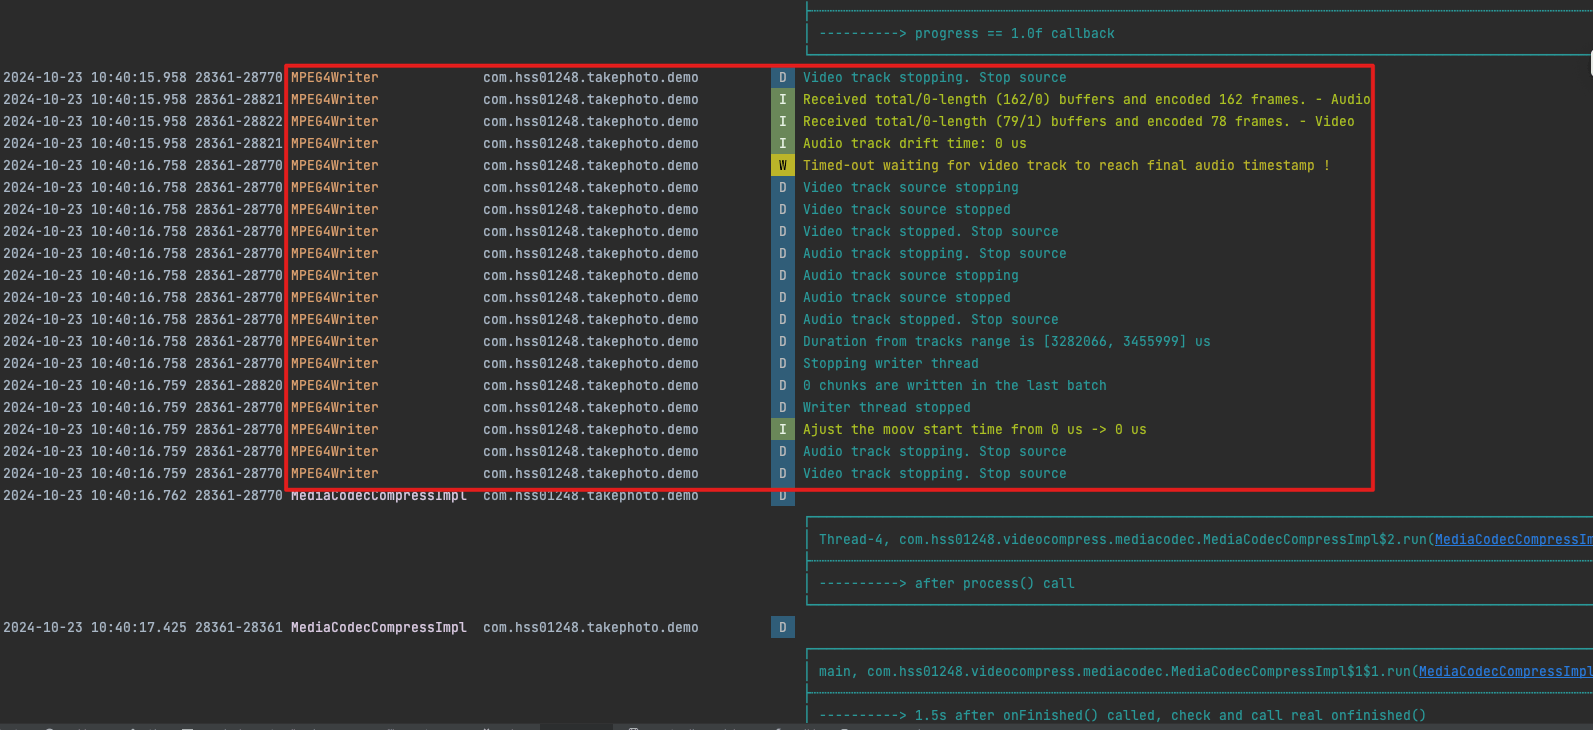 ----------> progress == 1.0f callback
2024-10-23 10:40:15.958 28361-28770 MPEG4Writer com.hss01248.takephoto.demo D Video track stopping. Stop source
2024-10-23 10:40:15.958 28361-28821 MPEG4Writer com.hss01248.takephoto.demo I Received total/0-length (162/0) buffers and encoded 162 frames. - Audio
2024-10-23 10:40:15.958 28361-28822 MPEG4Writer com.hss01248.takephoto.demo I Received total/0-length (79/1) buffers and encoded 78 frames. - Video
2024-10-23 10:40:15.958 28361-28821 MPEG4Writer com.hss01248.takephoto.demo I Audio track drift time: 0 us
2024-10-23 10:40:16.758 28361-28770 MPEG4Writer com.hss01248.takephoto.demo W Timed-out waiting for video track to reach final audio timestamp !
2024-10-23 10:40:16.758 28361-28770 MPEG4Writer com.hss01248.takephoto.demo D Video track source stopping
2024-10-23 10:40:16.758 28361-28770 MPEG4Writer com.hss01248.takephoto.demo D Video track source stopped
2024-10-23 10:40:16.758 28361-28770 MPEG4Writer com.hss01248.takephoto.demo D Video track stopped. Stop source
2024-10-23 10:40:16.758 28361-28770 MPEG4Writer com.hss01248.takephoto.demo D Audio track stopping. Stop source
2024-10-23 10:40:16.758 28361-28770 MPEG4Writer com.hss01248.takephoto.demo D Audio track source stopping
2024-10-23 10:40:16.758 28361-28770 MPEG4Writer com.hss01248.takephoto.demo D Audio track source stopped
2024-10-23 10:40:16.758 28361-28770 MPEG4Writer com.hss01248.takephoto.demo D Audio track stopped. Stop source
2024-10-23 10:40:16.758 28361-28770 MPEG4Writer com.hss01248.takephoto.demo D Duration from tracks range is [3282066, 3455999] us
2024-10-23 10:40:16.758 28361-28770 MPEG4Writer com.hss01248.takephoto.demo D Stopping writer thread
2024-10-23 10:40:16.759 28361-28820 MPEG4Writer com.hss01248.takephoto.demo D 0 chunks are written in the last batch
2024-10-23 10:40:16.759 28361-28770 MPEG4Writer com.hss01248.takephoto.demo D Writer thread stopped
2024-10-23 10:40:16.759 28361-28770 MPEG4Writer com.hss01248.takephoto.demo I Ajust the moov start time from 0 us -> 0 us
2024-10-23 10:40:16.759 28361-28770 MPEG4Writer com.hss01248.takephoto.demo D Audio track stopping. Stop source
2024-10-23 10:40:16.759 28361-28770 MPEG4Writer com.hss01248.takephoto.demo D Video track stopping. Stop source
2024-10-23 10:40:16.762 28361-28770 MediaCodecCompressImpl com.hss01248.takephoto.demo D
Thread-4, com.hss01248.videocompress.mediacodec.MediaCodecCompressImpl$2.run(MediaCodecCompressIm
----------> after process() call
2024-10-23 10:40:17.425 28361-28361 MediaCodecCompressImpl com.hss01248.takephoto.demo D
main, com.hss01248.videocompress.mediacodec.MediaCodecCompressImpl$1$1.run(MediaCodecCompressImpl
----------> 1.5s after onFinished() called, check and call real onfinished()